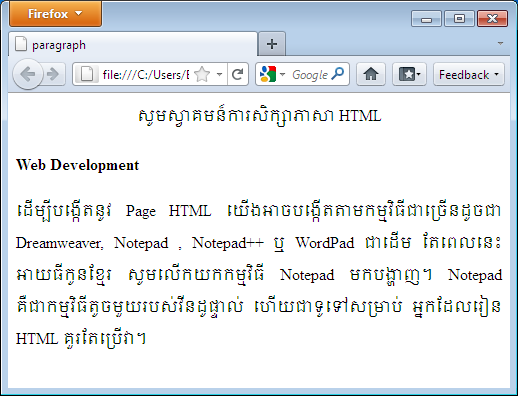 Firefox
paragraph
file:///C:/Users/E
Google
Feedback
សូមស្វាគមន៍ការសិក្សាភាសា HTML
Web Development
ដើម្បីបង្កើតនូវ Page HTML យើងអាចបង្កើតតាមកម្មវិធីជាច្រើនដូចជា
Dreamweaver, Notepad , Notepad++ ឬ WordPad ជាដើម តែពេលនេះ
អាយធីកូនខ្មែរ សូមលើកយកកម្មវិធី Notepad មកបង្ហាញ។ Notepad
គឺជាកម្មវិធីតូចមួយរបស់វីនដូផ្ទាល់ ហើយជាទូទៅសម្រាប់ អ្នកដែលរៀន
HTML គួរតែប្រើវា។